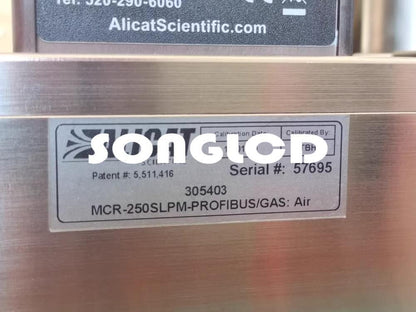 Tel: 520-290-6060
AlicatScientific.com
ALICAT
Calibration Date
Calibrated By:
SONGLCD
Patent #: 5,511,416
Serial #: 57695
305403
MCR-250SLPM-PROFIBUS/GAS: Air